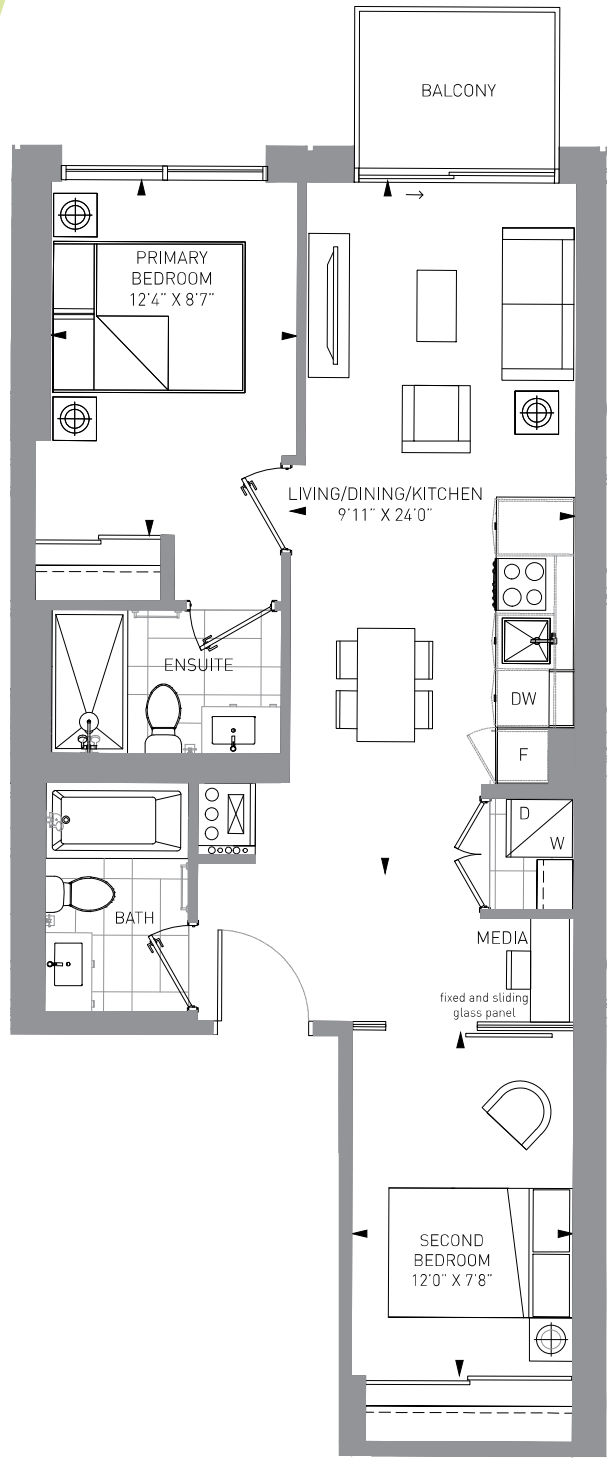 BALCONY
PRIMARY
BEDROOM
12'4" X 8'7"
LIVING/DINING/KITCHEN
9'11" X 24'0"
ENSUITE
DW
F
D
W
BATH
MEDIA
fixed and sliding
glass panel
SECOND
BEDROOM
12'0" X 7'8"